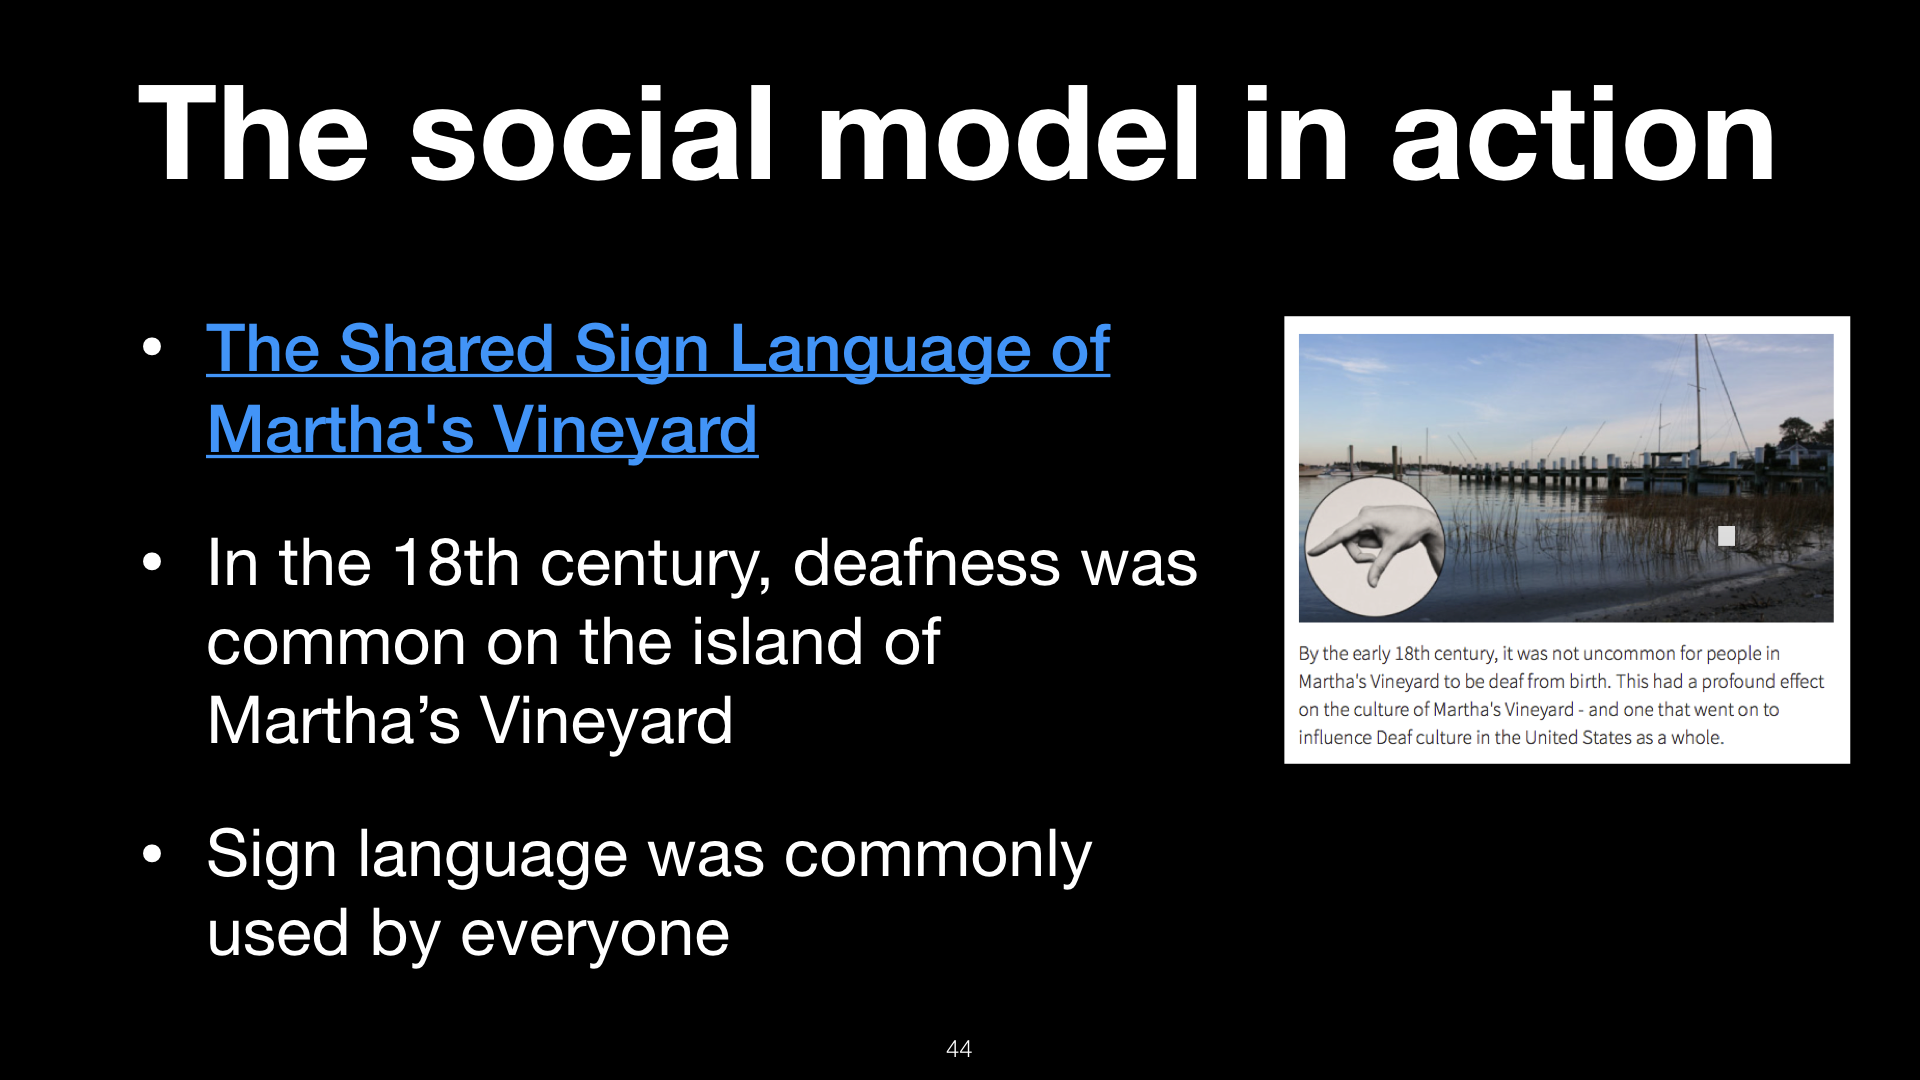 The social model in action
• The Shared Sign Language of
Martha's Vineyard
• In the 18th century, deafness was
common on the island of
Martha’s Vineyard
• Sign language was commonly
used by everyone
By the early 18th century, it was not uncommon for people in
Martha's Vineyard to be deaf from birth. This had a profound effect
on the culture of Martha's Vineyard - and one that went on to
influence Deaf culture in the United States as a whole.
44